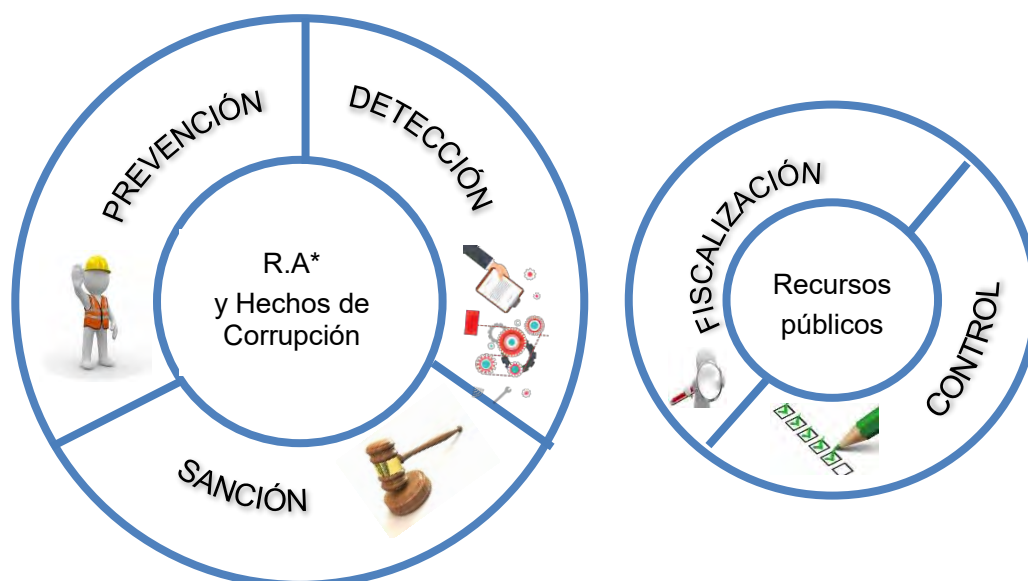 PREVENCIÓN
DETECCIÓN
R.A*
y Hechos de
Corrupción
SANCIÓN
FISCALIZACIÓN
Recursos
públicos
CONTROL